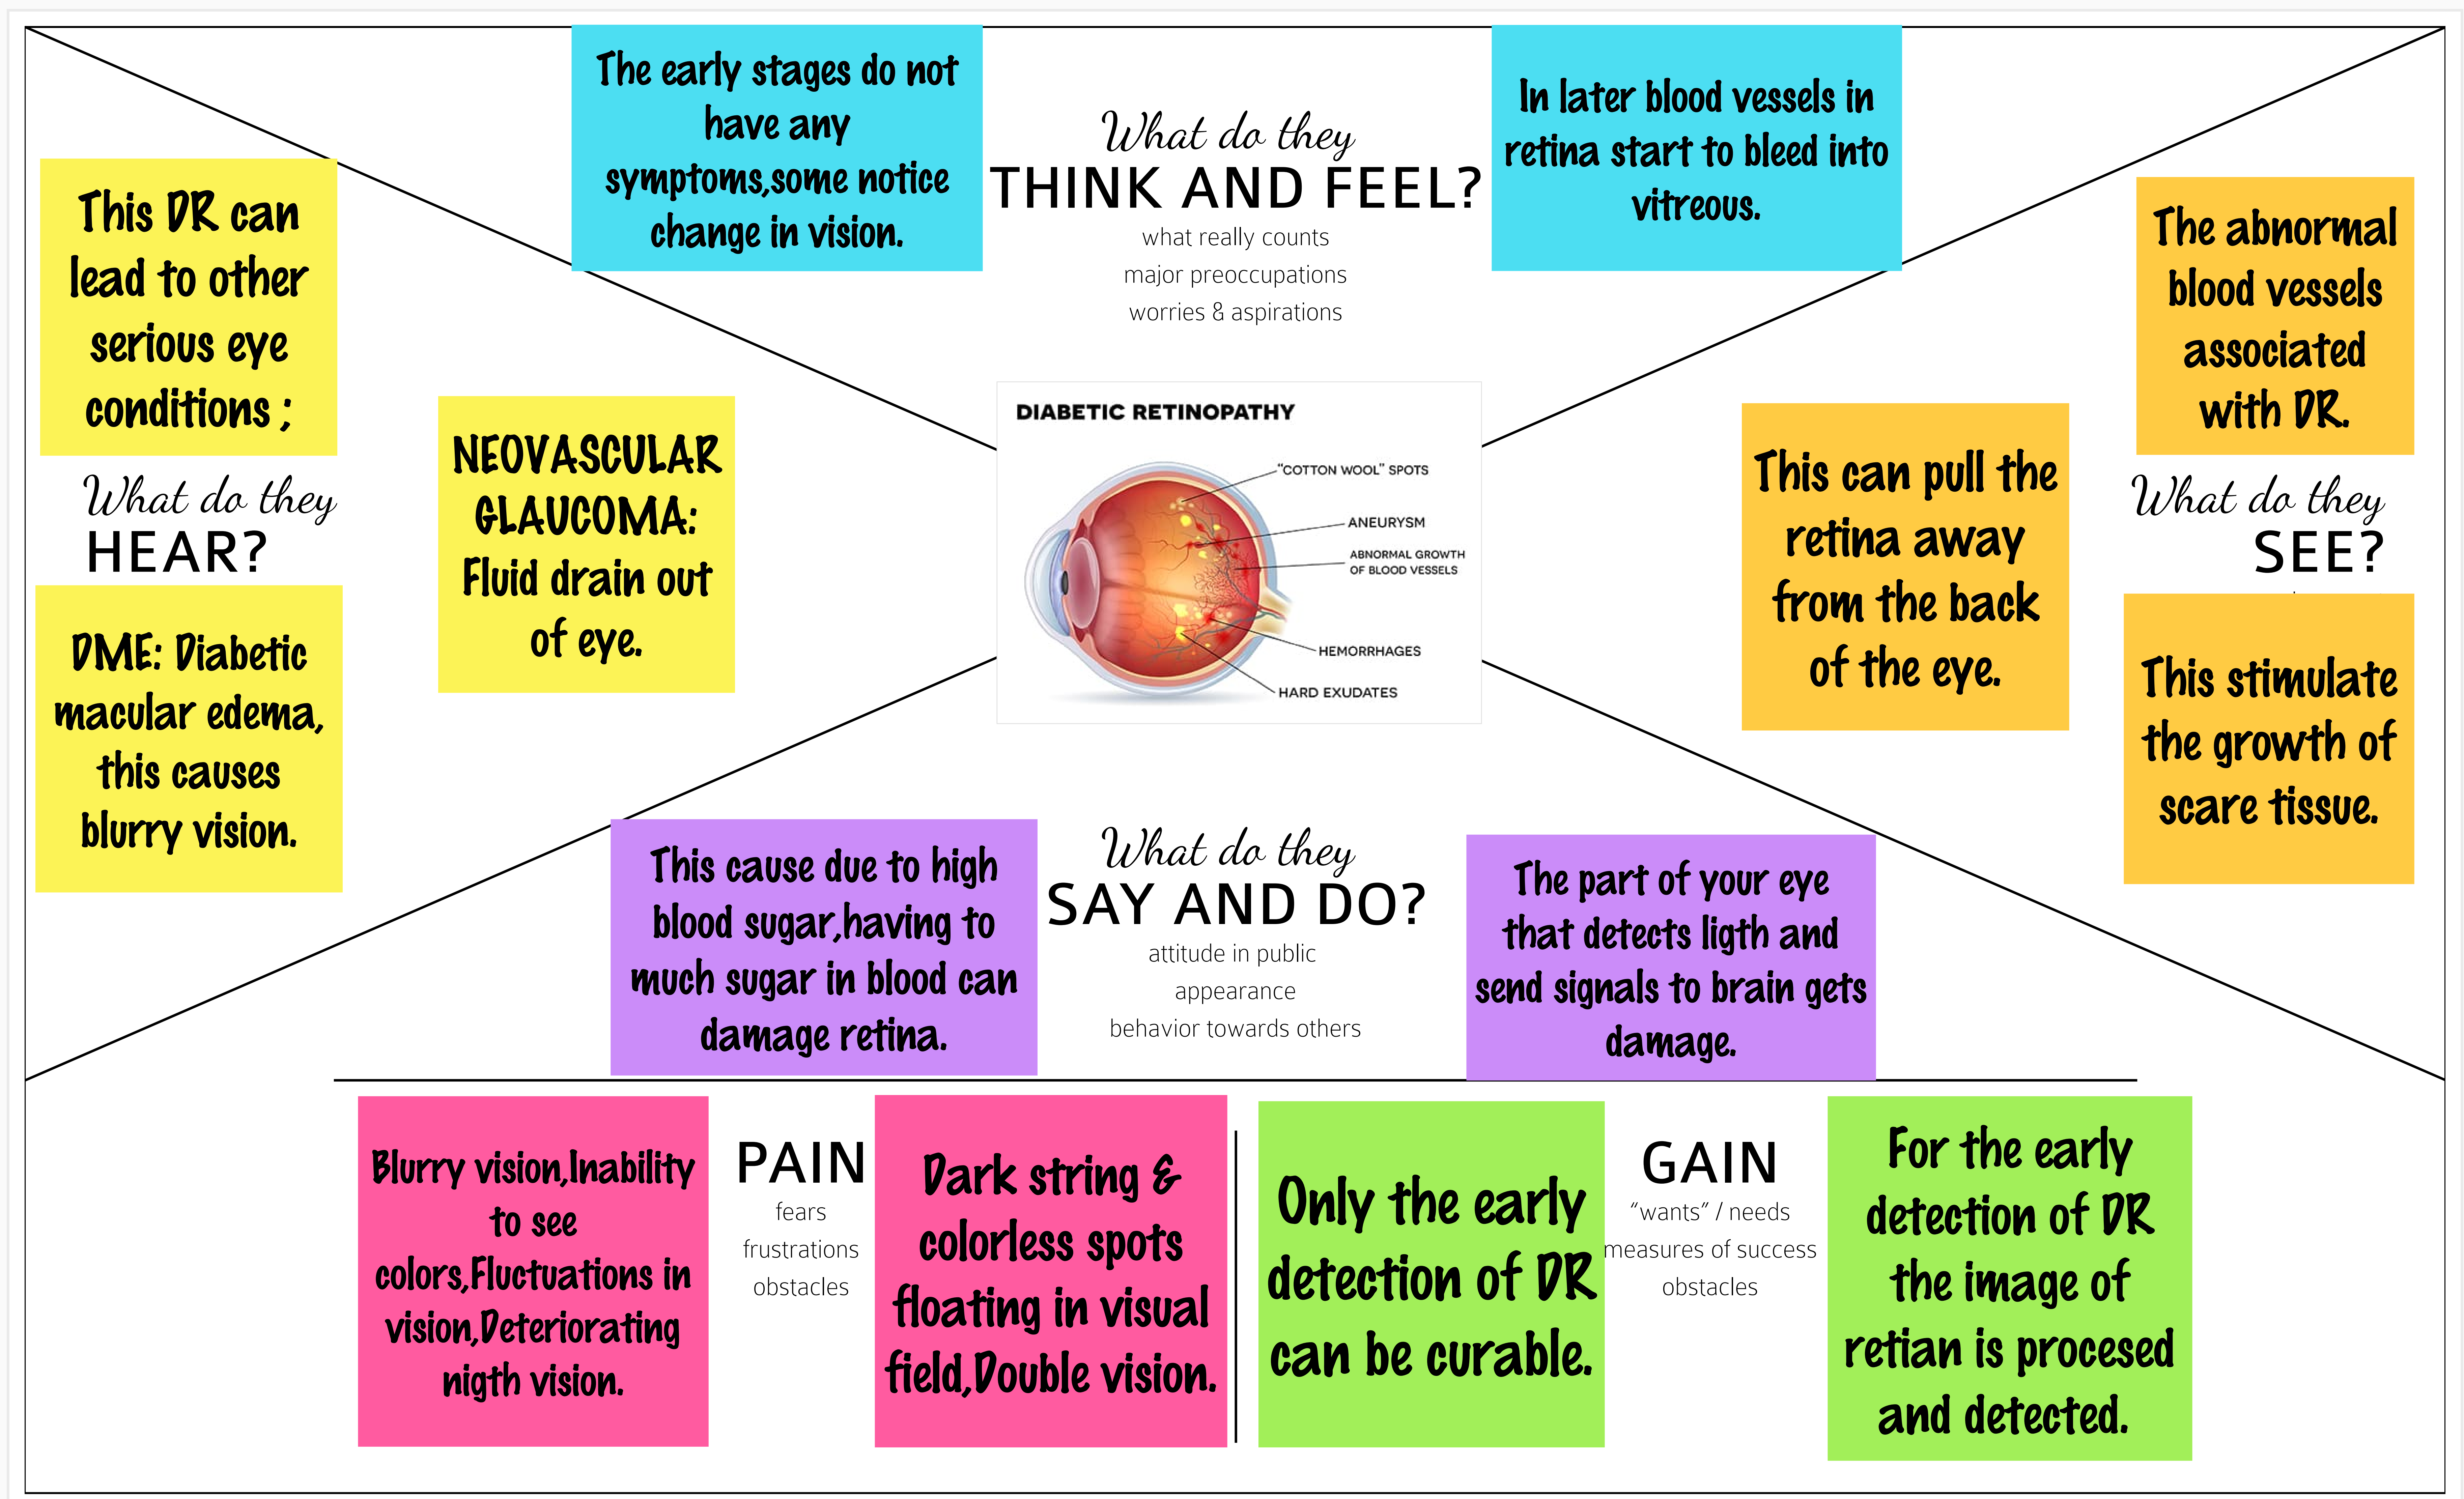 The early stages do not
have any
symptoms,some notice
change in vision.
What do they
THINK AND FEEL?
what really counts
major preoccupations
worries & aspirations
In later blood vessels in
retina start to bleed into
vitreous.
This DR can
lead to other
serious eye
conditions ;
What do they
HEAR?
DME: Diabetic
macular edema,
this causes
blurry vision.
NEOVASCULAR
GLAUCOMA:
Fluid drain out
of eye.
DIABETIC RETINOPATHY
“COTTON WOOL” SPOTS
ANEURYSM
ABNORMAL GROWTH
OF BLOOD VESSELS
HEMORRHAGES
HARD EXUDATES
This can pull the
retina away
from the back
of the eye.
The abnormal
blood vessels
associated
with DR.
What do they
SEE?
This stimulate
the growth of
scare tissue.
This cause due to high
blood sugar,having to
much sugar in blood can
damage retina.
What do they
SAY AND DO?
attitude in public
appearance
behavior towards others
The part of your eye
that detects ligth and
send signals to brain gets
damage.
Blurry vision,Inability
to see
colors,Fluctuations in
vision,Deteriorating
nigth vision.
PAIN
fears
frustrations
obstacles
Dark string &
colorless spots
floating in visual
field,Double vision.
Only the early
detection of DR
can be curable.
GAIN
“wants” / needs
measures of success
obstacles
For the early
detection of DR
the image of
retian is procesed
and detected.